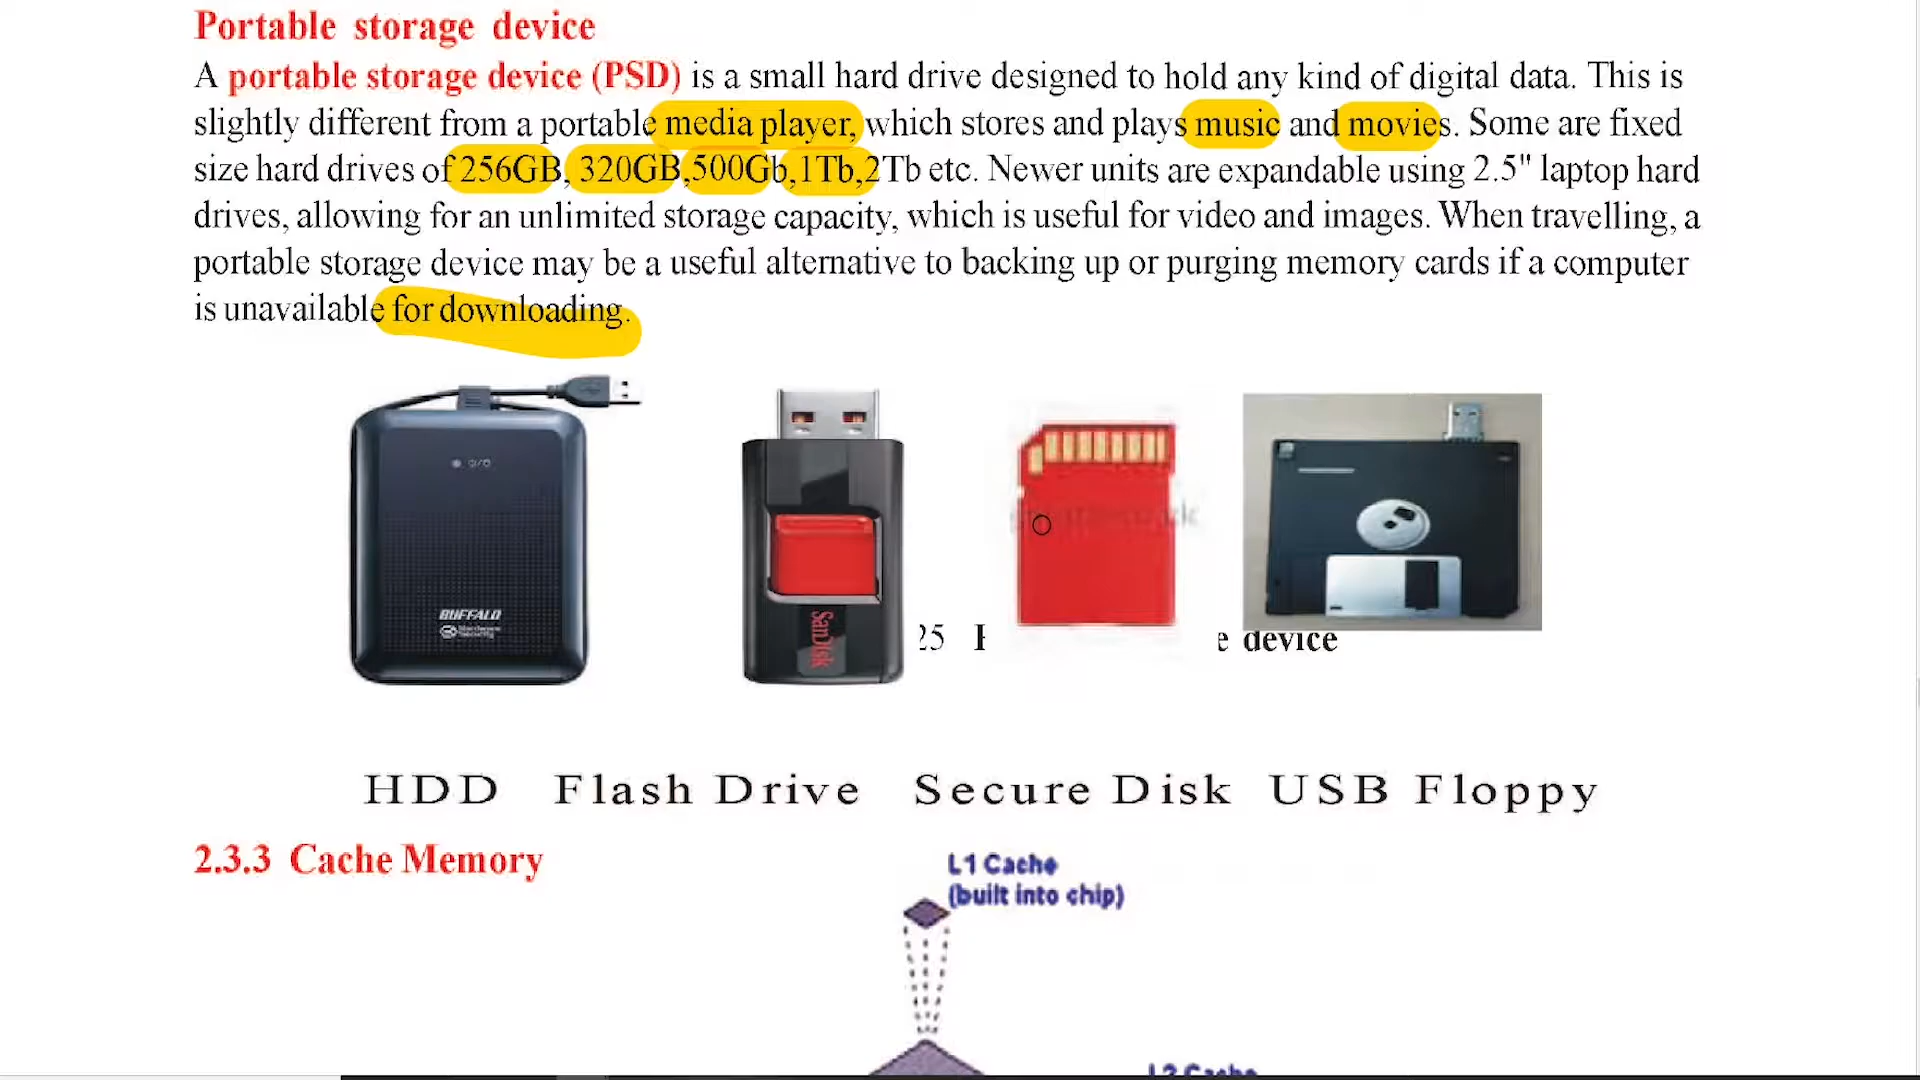 Portable storage device
A portable storage device (PSD) is a small hard drive designed to hold any kind of digital data. This is
slightly different from a portable media player, which stores and plays music and movies. Some are fixed
size hard drives of 256GB, 320GB,500Gb,1Tb,2Tb etc. Newer units are expandable using 2.5" laptop hard
drives, allowing for an unlimited storage capacity, which is useful for video and images. When travelling, a
portable storage device may be a useful alternative to backing up or purging memory cards if a computer
is unavailable for downloading.
BUFFALO
SanDisk
25
e device
HDD Flash Drive Secure Disk USB Floppy
2.3.3 Cache Memory
L1 Cache
(built into chip)
L2 Cache